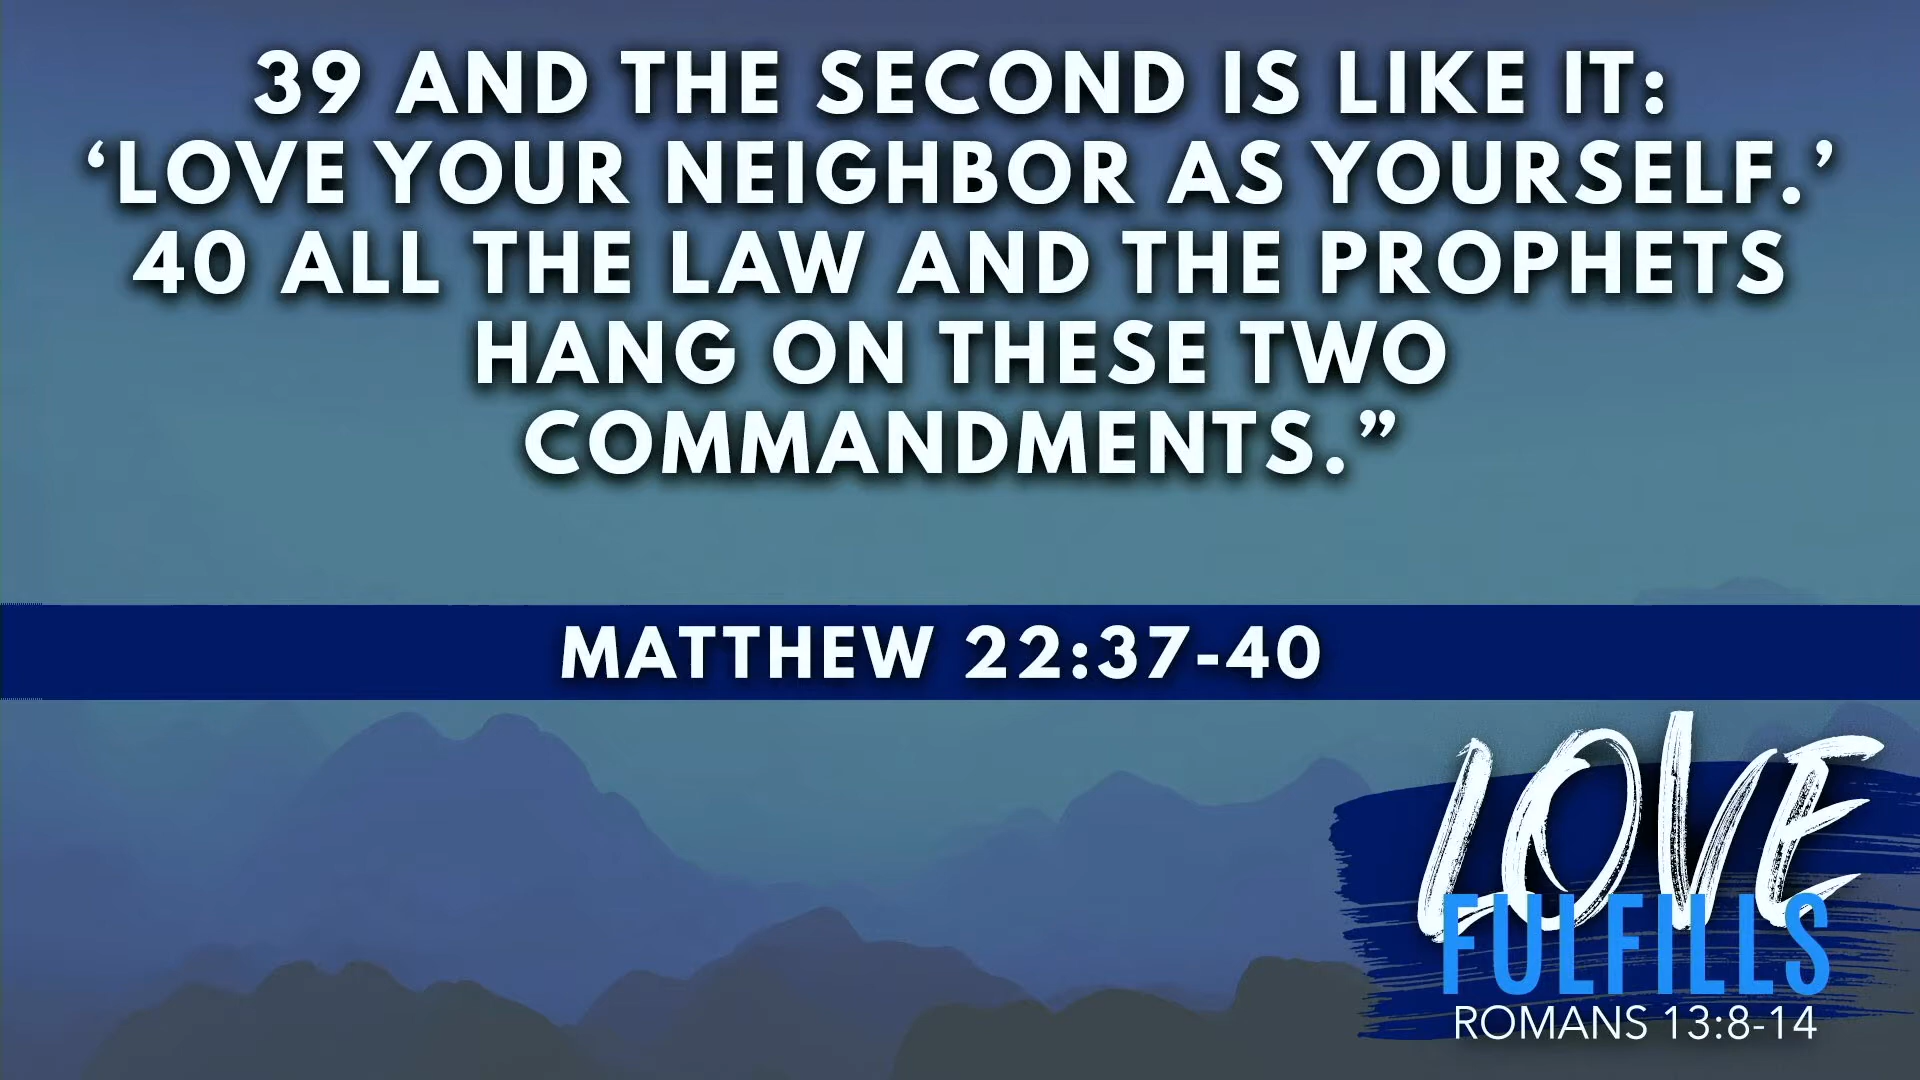 39 AND THE SECOND IS LIKE IT:
‘LOVE YOUR NEIGHBOR AS YOURSELF.’
40 ALL THE LAW AND THE PROPHETS
HANG ON THESE TWO
COMMANDMENTS.”
MATTHEW 22:37-40
LOVE
FULFILLS
ROMANS 13:8-14